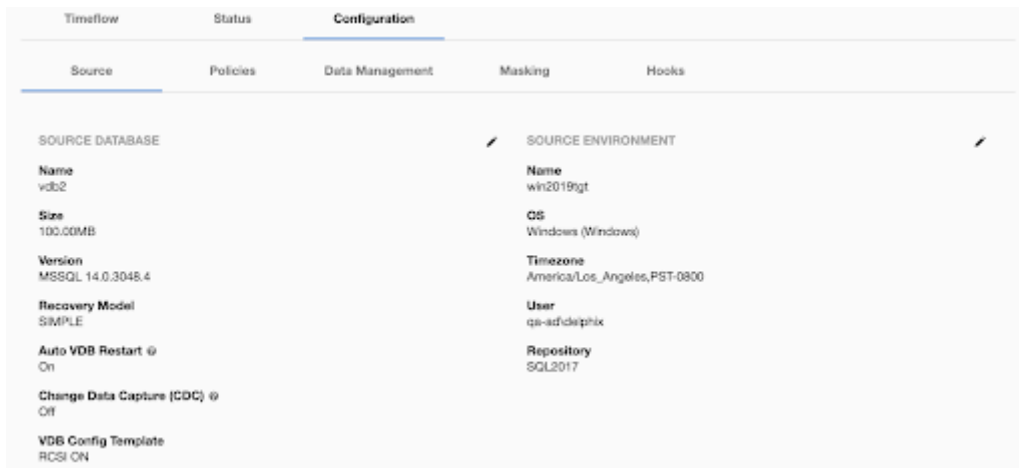 Timeflow Status Configuration
Source Policies Data Management Masking Hooks
SOURCE DATABASE
Name
vdb2
Size
100.00MB
Version
MSSQL 14.0.3048.4
Recovery Model
SIMPLE
Auto VDB Restart
On
Change Data Capture (CDC)
Off
VDB Config Template
RCSI ON
SOURCE ENVIRONMENT
Name
win2019tgt
OS
Windows (Windows)
Timezone
America/Los_Angeles,PST-0800
User
qa-ad\delphix
Repository
SQL2017